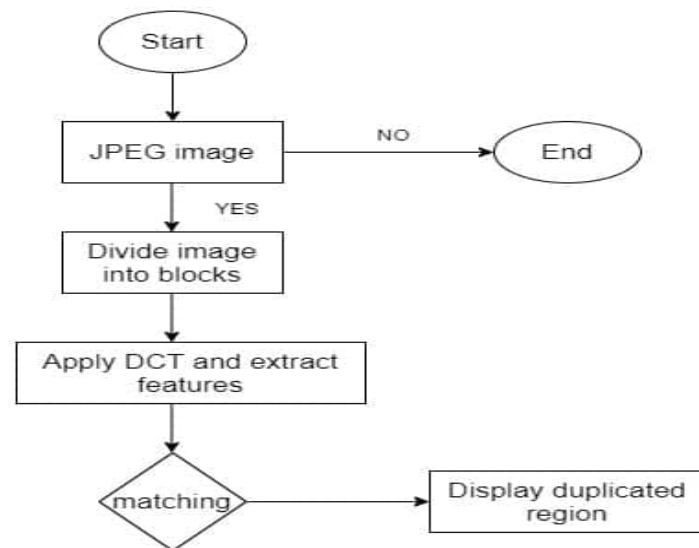 Start
JPEG image
NO
End
YES
Divide image
into blocks
Apply DCT and extract
features
matching
Display duplicated
region